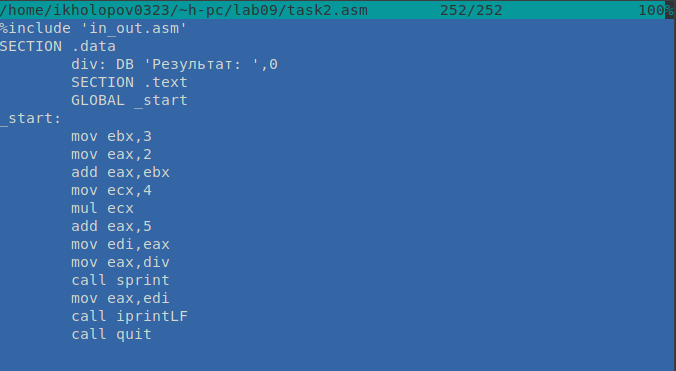 /home/ikholopov0323/~h-pc/lab09/task2.asm 252/252 100%
%include 'in_out.asm'
SECTION .data
div: DB 'Результат: ',0
SECTION .text
GLOBAL _start
_start:
mov ebx,3
mov eax,2
add eax,ebx
mov ecx,4
mul ecx
add eax,5
mov edi,eax
mov eax,div
call sprint
mov eax,edi
call iprintLF
call quit